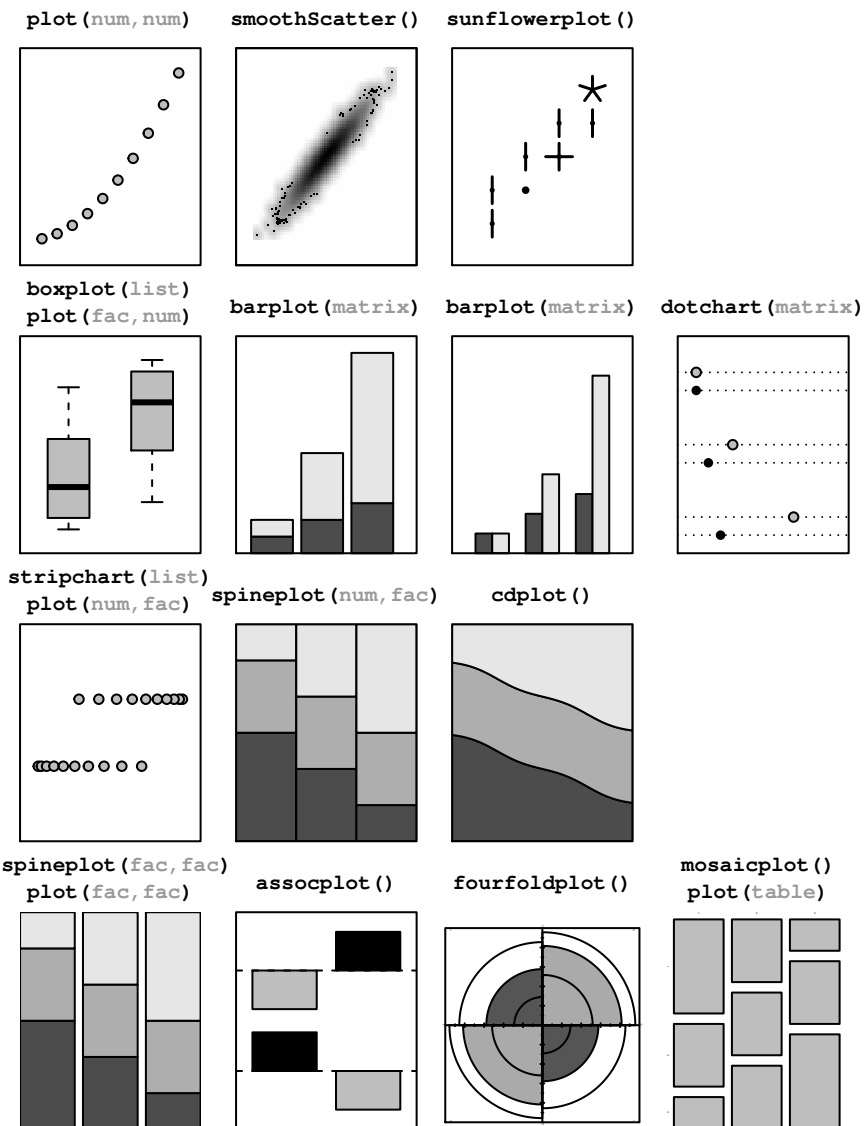 plot(num,num)
smoothScatter()
sunflowerplot()
boxplot(list)
plot(fac,num)
barplot(matrix)
barplot(matrix)
dotchart(matrix)
stripchart(list)
plot(num,fac)
spineplot(num,fac)
cdplot()
spineplot(fac,fac)
plot(fac,fac)
assocplot()
fourfoldplot()
mosaicplot()
plot(table)